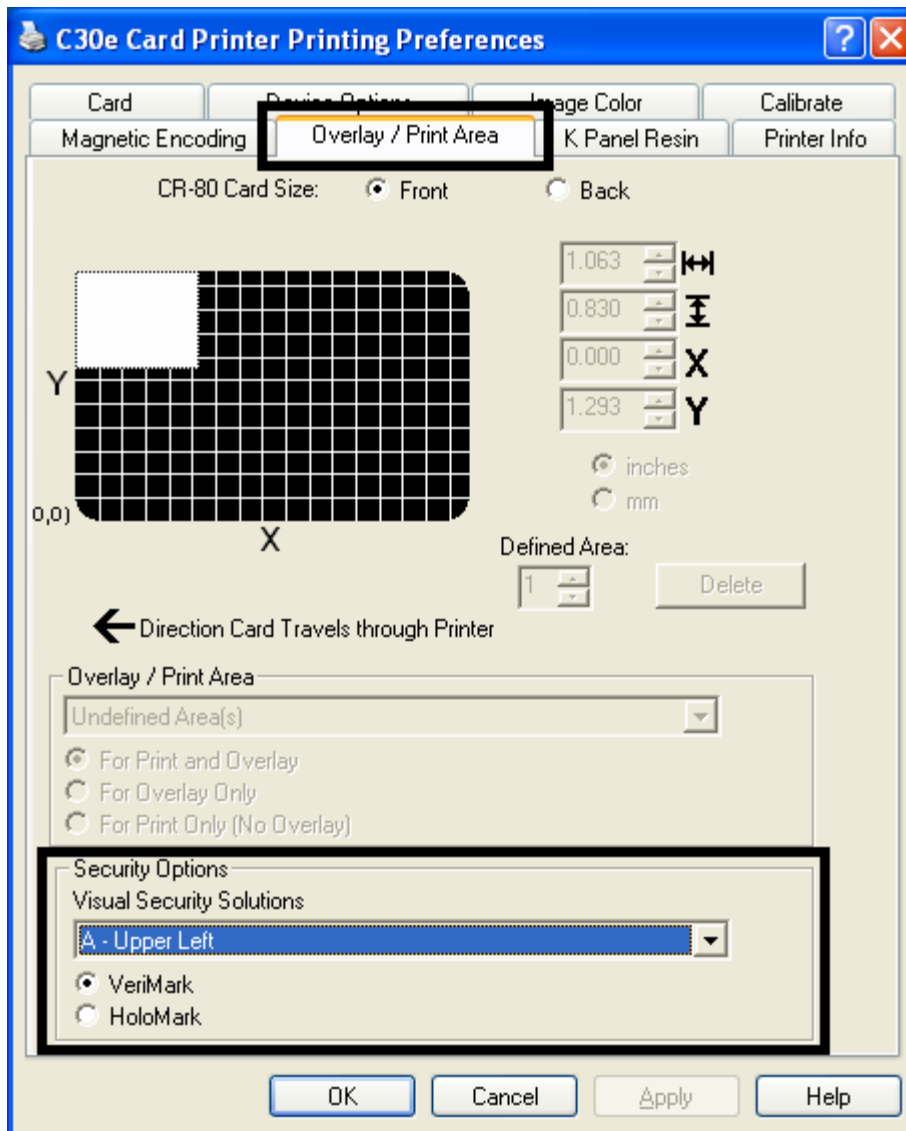 C30e Card Printer Printing Preferences
Card Device Options Image Color Calibrate
Magnetic Encoding Overlay / Print Area K Panel Resin Printer Info
CR-80 Card Size: Front Back
1.063
0.830
0.000 X
Y 1.293 Y
inches
0,0) mm
X
Defined Area:
1 Delete
Direction Card Travels through Printer
Overlay / Print Area
Undefined Area(s)
For Print and Overlay
For Overlay Only
For Print Only (No Overlay)
Security Options
Visual Security Solutions
A - Upper Left
VeriMark
HoloMark
OK Cancel Apply Help